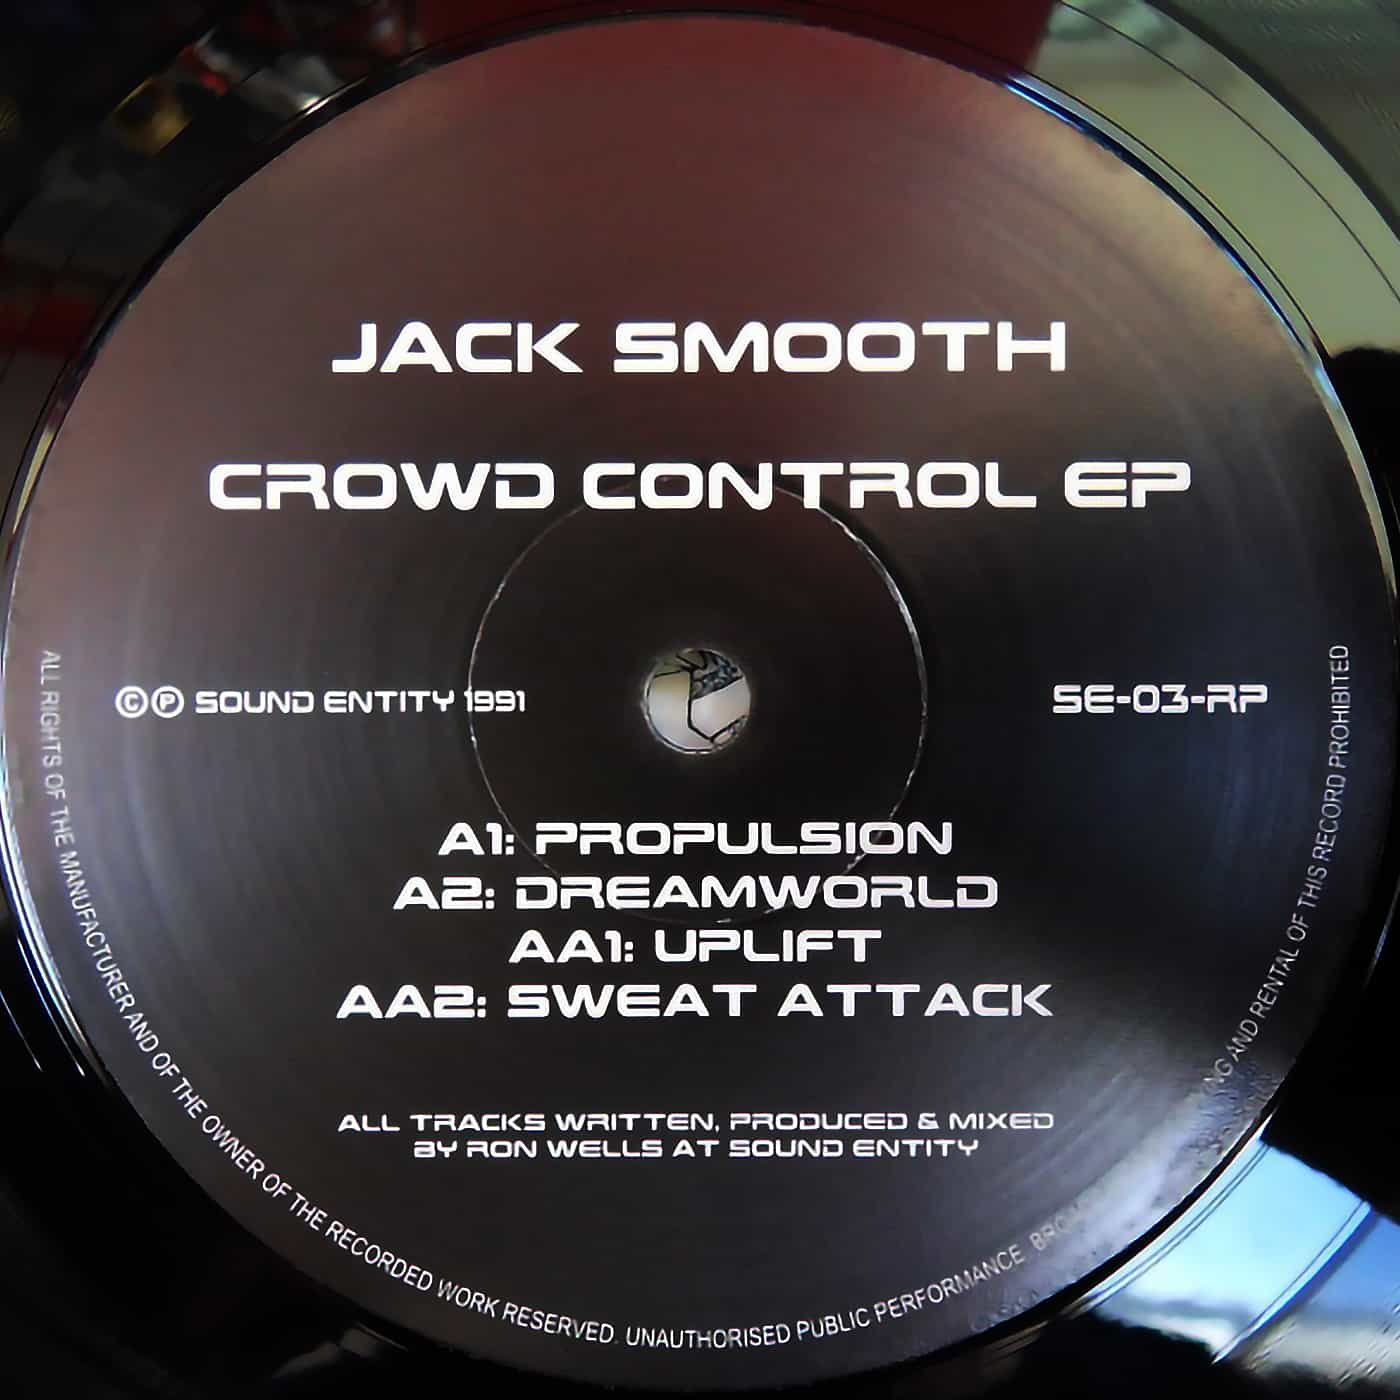 JACK SMOOTH
CROWD CONTROL EP
©℗ SOUND ENTITY 1991
SE-03-RP
A1: PROPULSION
A2: DREAMWORLD
AA1: UPLIFT
AA2: SWEAT ATTACK
ALL TRACKS WRITTEN, PRODUCED & MIXED
BY RON WELLS AT SOUND ENTITY
ALL RIGHTS OF THE MANUFACTURER AND OF THE OWNER OF THE RECORDED WORK RESERVED. UNAUTHORISED PUBLIC PERFORMANCE AND RENTAL OF THIS RECORD PROHIBITED